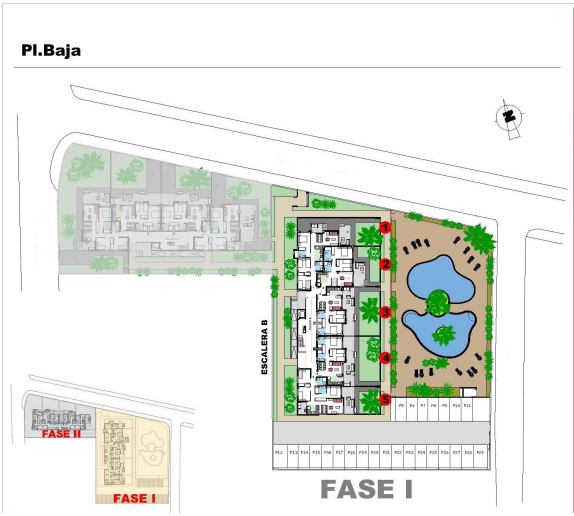 Pl.Baja
N
1
2
3
4
5
ESCALERA B
P5 P6 P7 P8 P9 P10 P11
P12 P13 P14 P15 P16 P17 P18 P19 P20 P21 P22 P23 P24 P25 P26 P27 P28 P29
FASE I
FASE II
FASE I